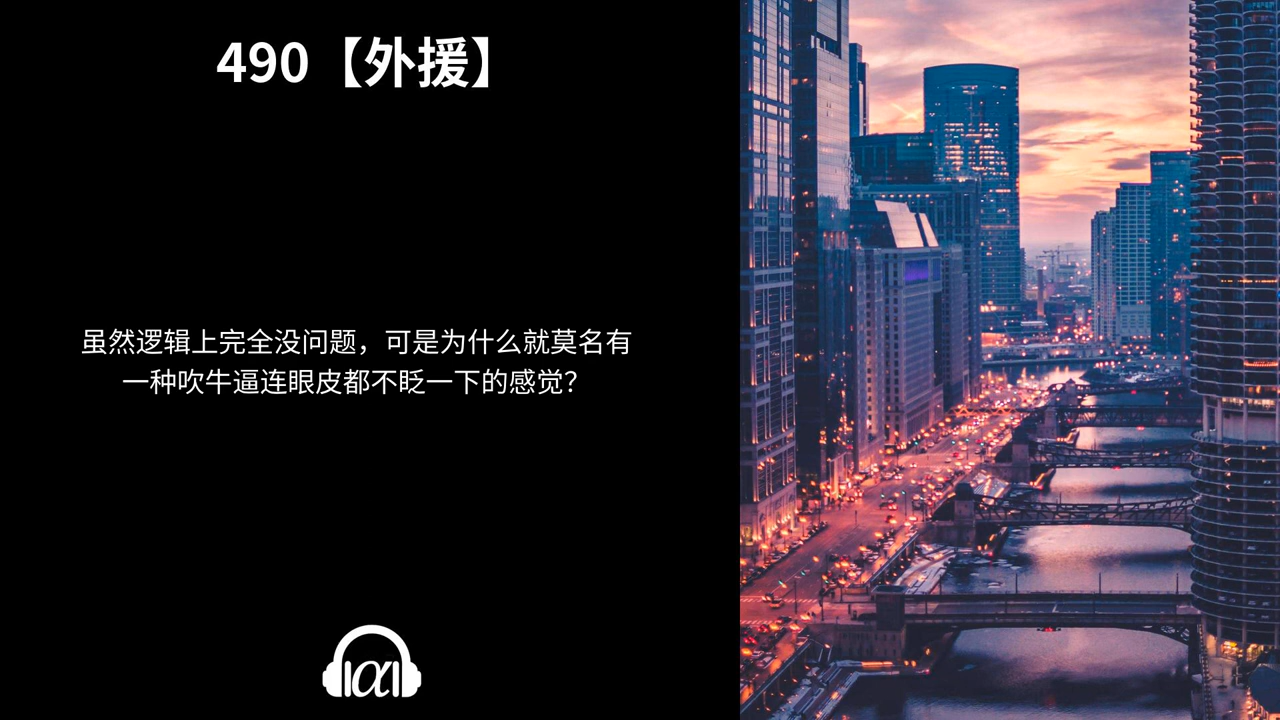 490【外援】
虽然逻辑上完全没问题，可是为什么就莫名有
一种吹牛逼连眼皮都不眨一下的感觉？
|α|